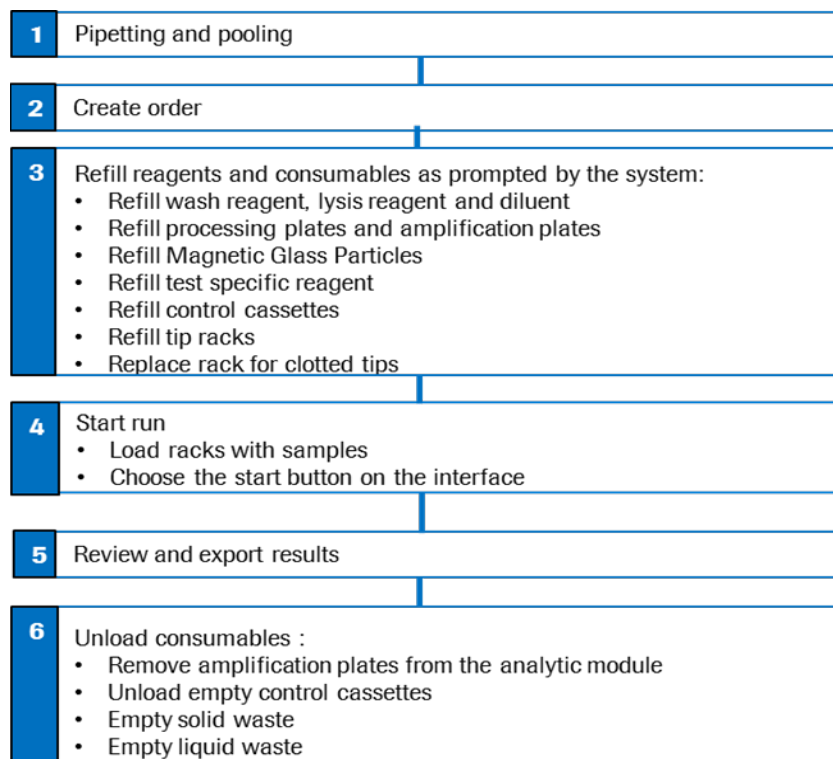 1 Pipetting and pooling
2 Create order
3 Refill reagents and consumables as prompted by the system:
• Refill wash reagent, lysis reagent and diluent
• Refill processing plates and amplification plates
• Refill Magnetic Glass Particles
• Refill test specific reagent
• Refill control cassettes
• Refill tip racks
• Replace rack for clotted tips
4 Start run
• Load racks with samples
• Choose the start button on the interface
5 Review and export results
6 Unload consumables :
• Remove amplification plates from the analytic module
• Unload empty control cassettes
• Empty solid waste
• Empty liquid waste